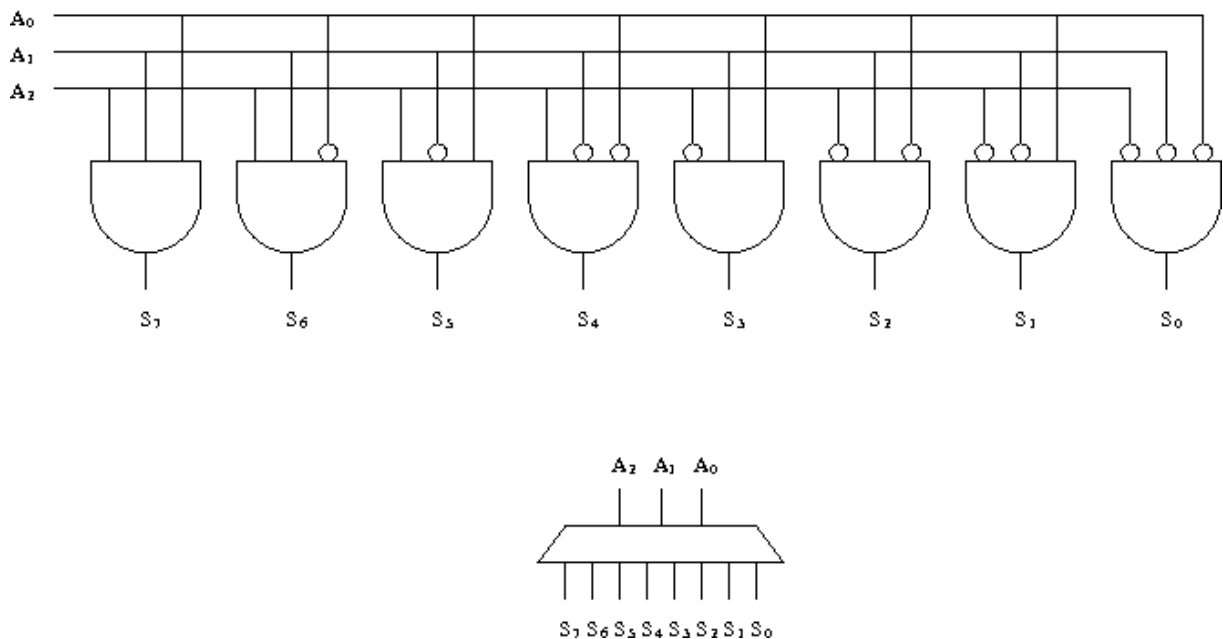 A₀
A₁
A₂
S₇ S₆ S₅ S₄ S₃ S₂ S₁ S₀
A₂ A₁ A₀
S₇ S₆ S₅ S₄ S₃ S₂ S₁ S₀